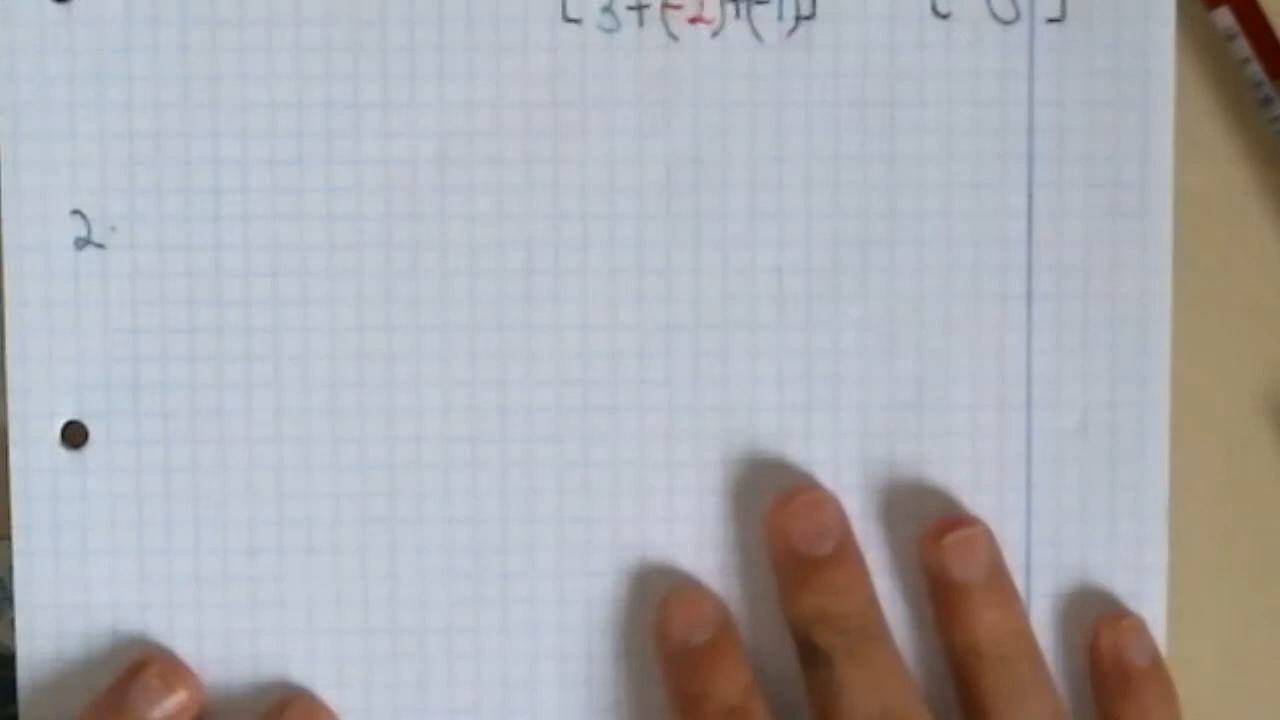 [ 3+(-2)+(-1) ] [ 0 ]
2.